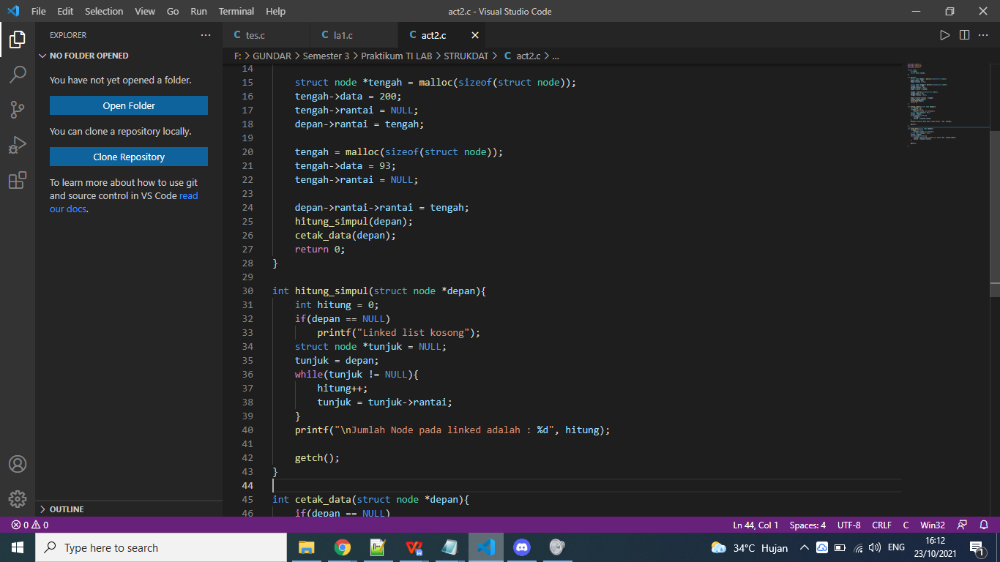 File Edit Selection View Go Run Terminal Help
act2.c - Visual Studio Code
EXPLORER
NO FOLDER OPENED
You have not yet opened a folder.
Open Folder
You can clone a repository locally.
Clone Repository
To learn more about how to use git
and source control in VS Code read
our docs.
OUTLINE
C tes.c C la1.c C act2.c
F: > GUNDAR > Semester 3 > Praktikum TI LAB > STRUKDAT > C act2.c > ...
14
15 struct node *tengah = malloc(sizeof(struct node));
16 tengah->data = 200;
17 tengah->rantai = NULL;
18 depan->rantai = tengah;
19
20 tengah = malloc(sizeof(struct node));
21 tengah->data = 93;
22 tengah->rantai = NULL;
23
24 depan->rantai->rantai = tengah;
25 hitung_simpul(depan);
26 cetak_data(depan);
27 return 0;
28 }
29
30 int hitung_simpul(struct node *depan){
31 int hitung = 0;
32 if(depan == NULL)
33 printf("Linked list kosong");
34 struct node *tunjuk = NULL;
35 tunjuk = depan;
36 while(tunjuk != NULL){
37 hitung++;
38 tunjuk = tunjuk->rantai;
39 }
40 printf("\nJumlah Node pada linked adalah : %d", hitung);
41
42 getch();
43 }
44
45 int cetak_data(struct node *depan){
46 if(depan == NULL)
0 0 Ln 44, Col 1 Spaces: 4 UTF-8 CRLF C Win32
Type here to search
34°C Hujan ENG 16:12
23/10/2021
1